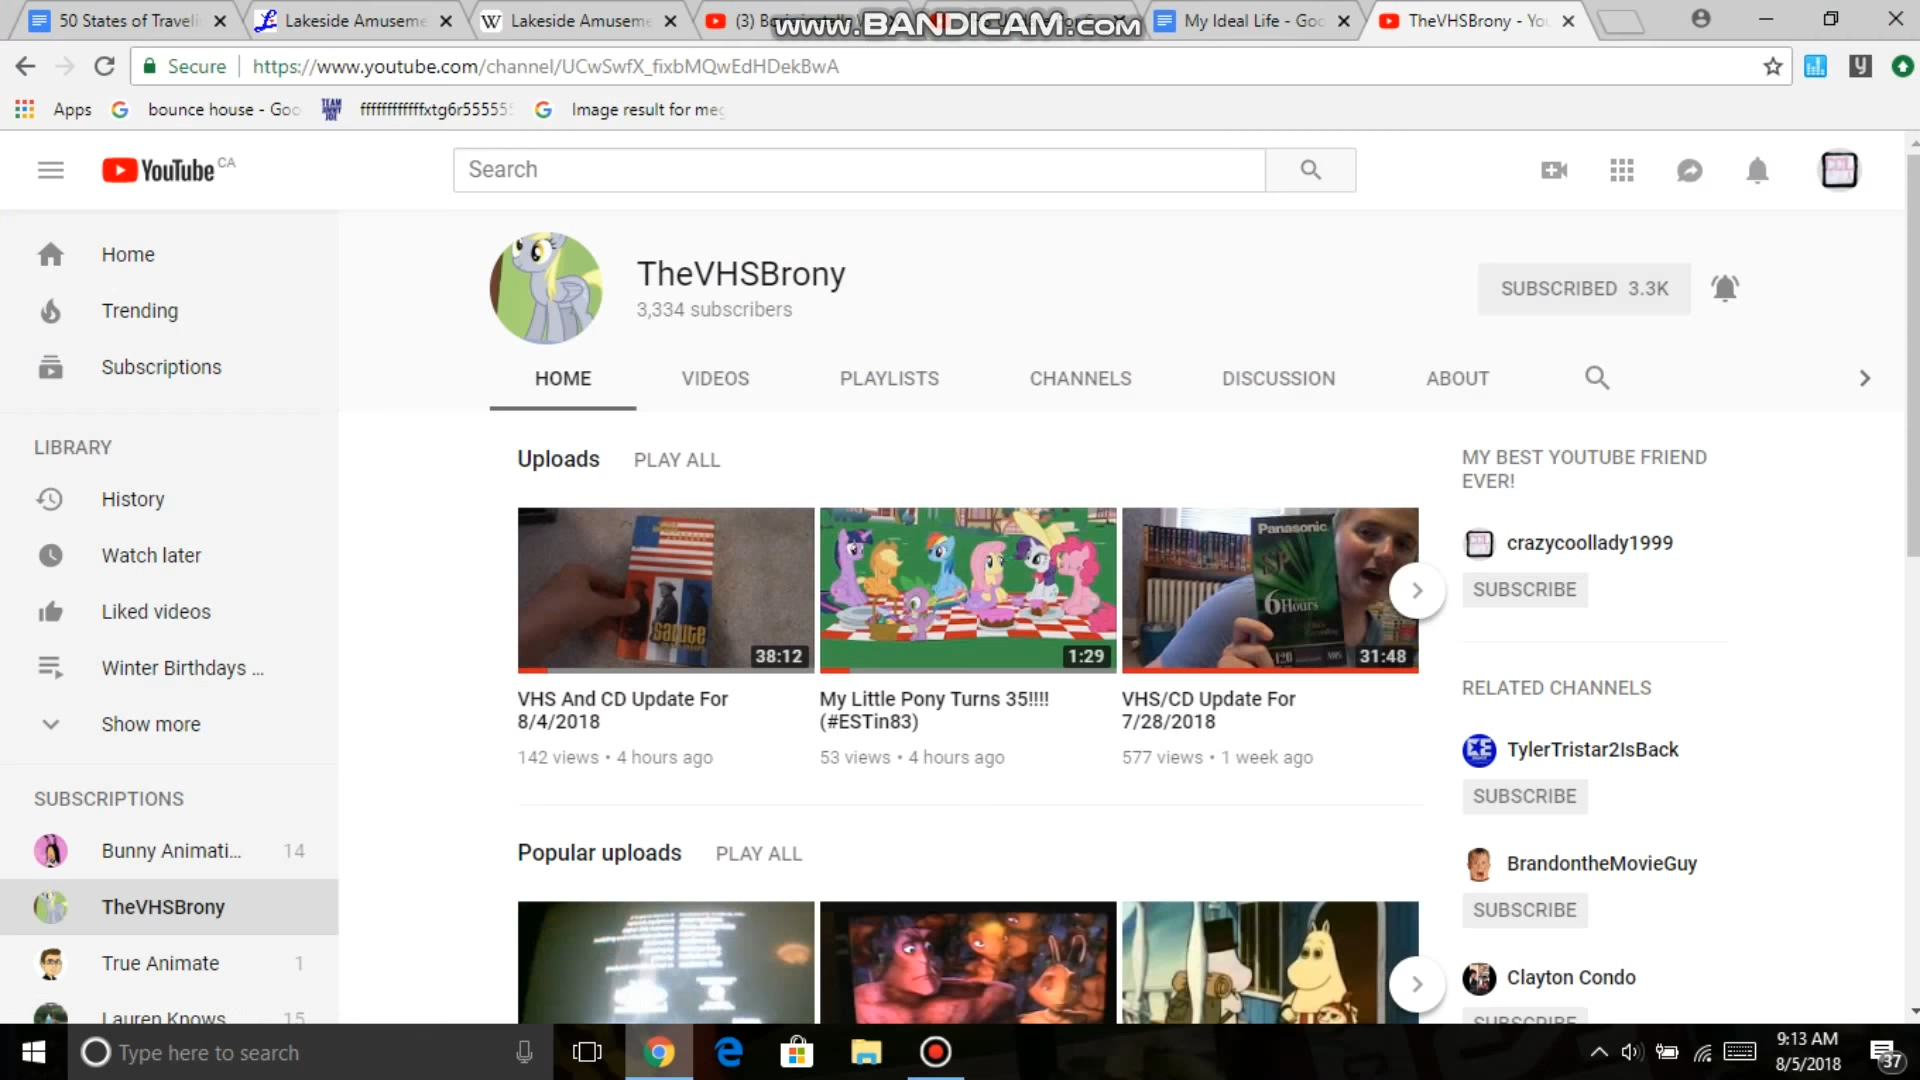 50 States of Traveli
Lakeside Amuseme
Lakeside Amuseme
(3)
www.BANDICAM.com
My Ideal Life - Goo
TheVHSBrony - You
Secure
https://www.youtube.com/channel/UCwSwfX_fixbMQwEdHDekBwA
Apps
bounce house - Goo
ffffffffffffxtg6r55555
Image result for meg
YouTube CA
Search
Home
Trending
Subscriptions
LIBRARY
History
Watch later
Liked videos
Winter Birthdays ...
Show more
SUBSCRIPTIONS
Bunny Animati... 14
TheVHSBrony
True Animate 1
Lauren Knows 15
TheVHSBrony
3,334 subscribers
SUBSCRIBED 3.3K
HOME
VIDEOS
PLAYLISTS
CHANNELS
DISCUSSION
ABOUT
Uploads PLAY ALL
Salute
38:12
1:29
Panasonic
6 Hours
120
31:48
VHS And CD Update For
8/4/2018
142 views • 4 hours ago
My Little Pony Turns 35!!!!
(#ESTin83)
53 views • 4 hours ago
VHS/CD Update For
7/28/2018
577 views • 1 week ago
Popular uploads PLAY ALL
MY BEST YOUTUBE FRIEND
EVER!
crazycoollady1999
SUBSCRIBE
RELATED CHANNELS
TylerTristar2IsBack
SUBSCRIBE
BrandontheMovieGuy
SUBSCRIBE
Clayton Condo
SUBSCRIBE
Type here to search
9:13 AM
8/5/2018
37